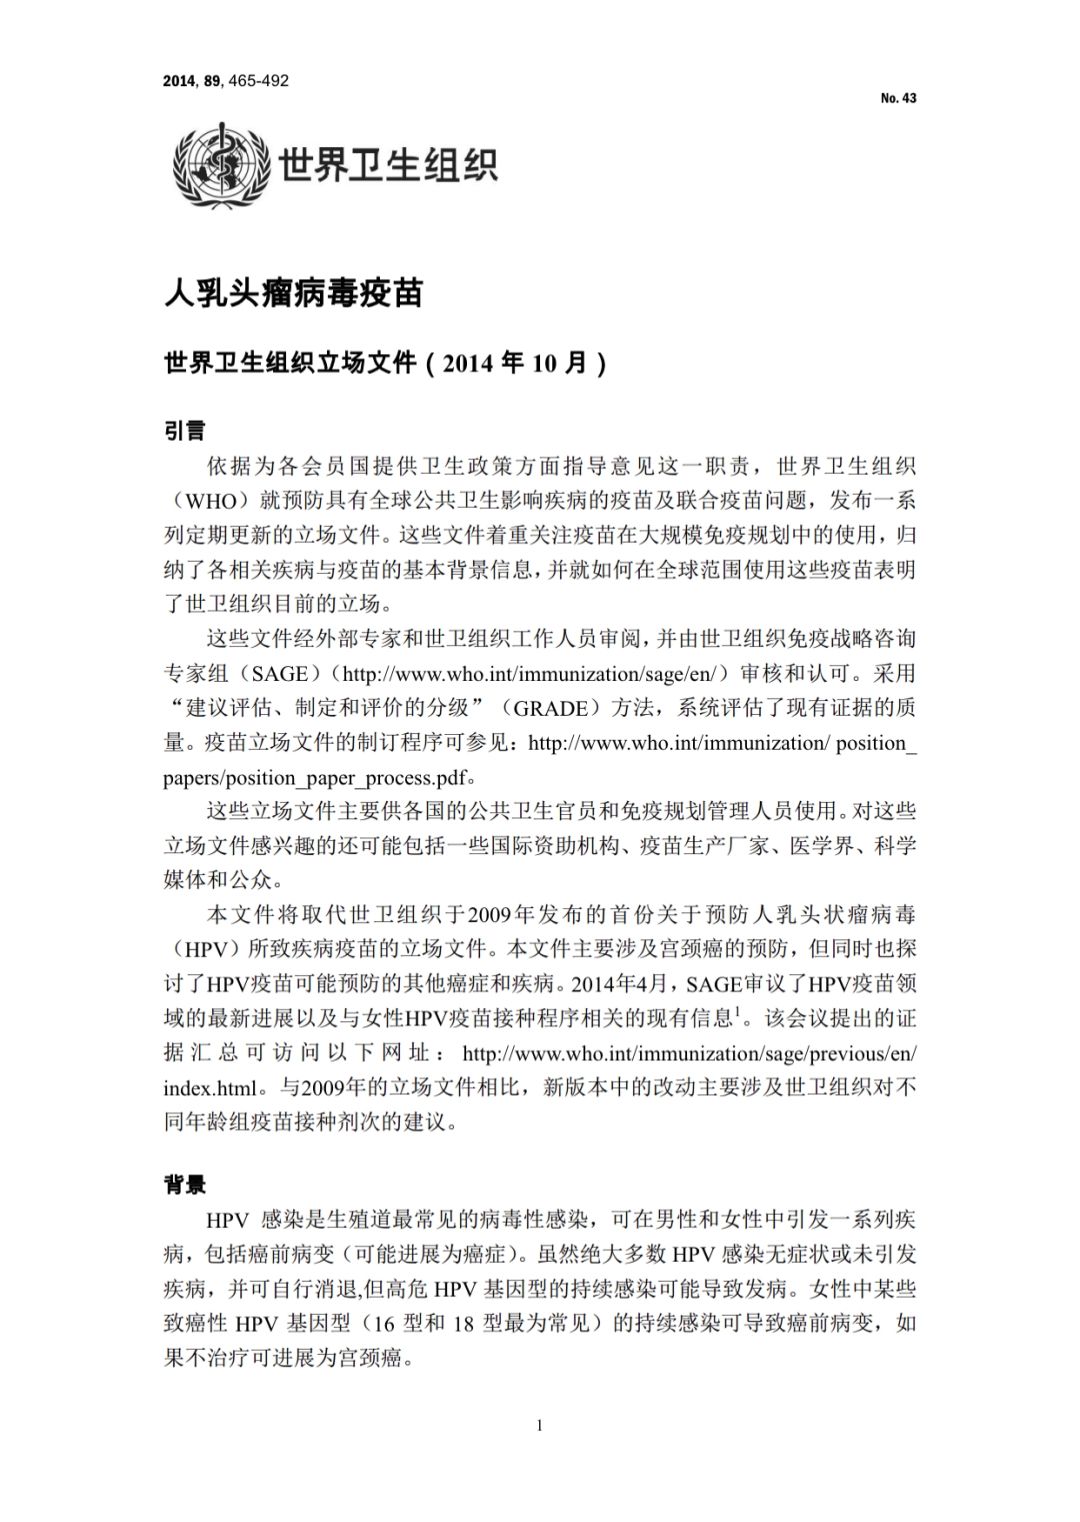 2014, 89, 465-492
No. 43
世界卫生组织
人乳头瘤病毒疫苗
世界卫生组织立场文件（2014 年 10 月）
引言
依据为各会员国提供卫生政策方面指导意见这一职责，世界卫生组织
（WHO）就预防具有全球公共卫生影响疾病的疫苗及联合疫苗问题，发布一系
列定期更新的立场文件。这些文件着重关注疫苗在大规模免疫规划中的使用，归
纳了各相关疾病与疫苗的基本背景信息，并就如何在全球范围使用这些疫苗表明
了世卫组织目前的立场。
这些文件经外部专家和世卫组织工作人员审阅，并由世卫组织免疫战略咨询
专家组（SAGE）（http://www.who.int/immunization/sage/en/）审核和认可。采用
“建议评估、制定和评价的分级”（GRADE）方法，系统评估了现有证据的质
量。疫苗立场文件的制订程序可参见：http://www.who.int/immunization/ position_
papers/position_paper_process.pdf。
这些立场文件主要供各国的公共卫生官员和免疫规划管理人员使用。对这些
立场文件感兴趣的还可能包括一些国际资助机构、疫苗生产厂家、医学界、科学
媒体和公众。
本文件将取代世卫组织于2009年发布的首份关于预防人乳头状瘤病毒
（HPV）所致疾病疫苗的立场文件。本文件主要涉及宫颈癌的预防，但同时也探
讨了HPV疫苗可能预防的其他癌症和疾病。2014年4月，SAGE审议了HPV疫苗领
域的最新进展以及与女性HPV疫苗接种程序相关的现有信息1。该会议提出的证
据汇总可访问以下网址：http://www.who.int/immunization/sage/previous/en/
index.html。与2009年的立场文件相比，新版本中的改动主要涉及世卫组织对不
同年龄组疫苗接种剂次的建议。
背景
HPV 感染是生殖道最常见的病毒性感染，可在男性和女性中引发一系列疾
病，包括癌前病变（可能进展为癌症）。虽然绝大多数 HPV 感染无症状或未引发
疾病，并可自行消退,但高危 HPV 基因型的持续感染可能导致发病。女性中某些
致癌性 HPV 基因型（16 型和 18 型最为常见）的持续感染可导致癌前病变，如
果不治疗可进展为宫颈癌。
1